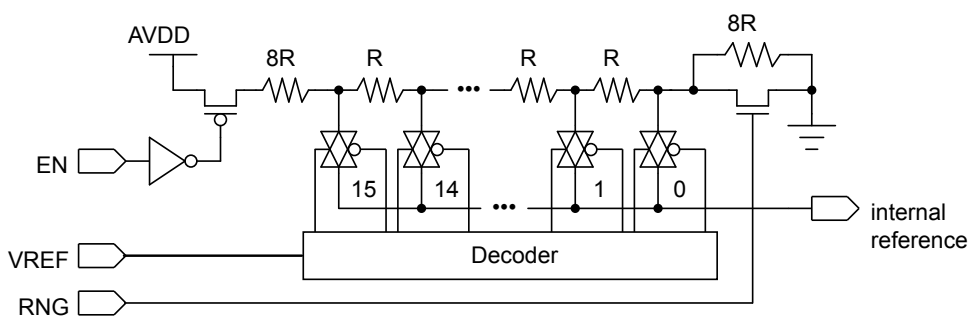 8R
AVDD
8R
R
R
R
•••
EN
15
14
1
0
•••
internal
reference
VREF
Decoder
RNG